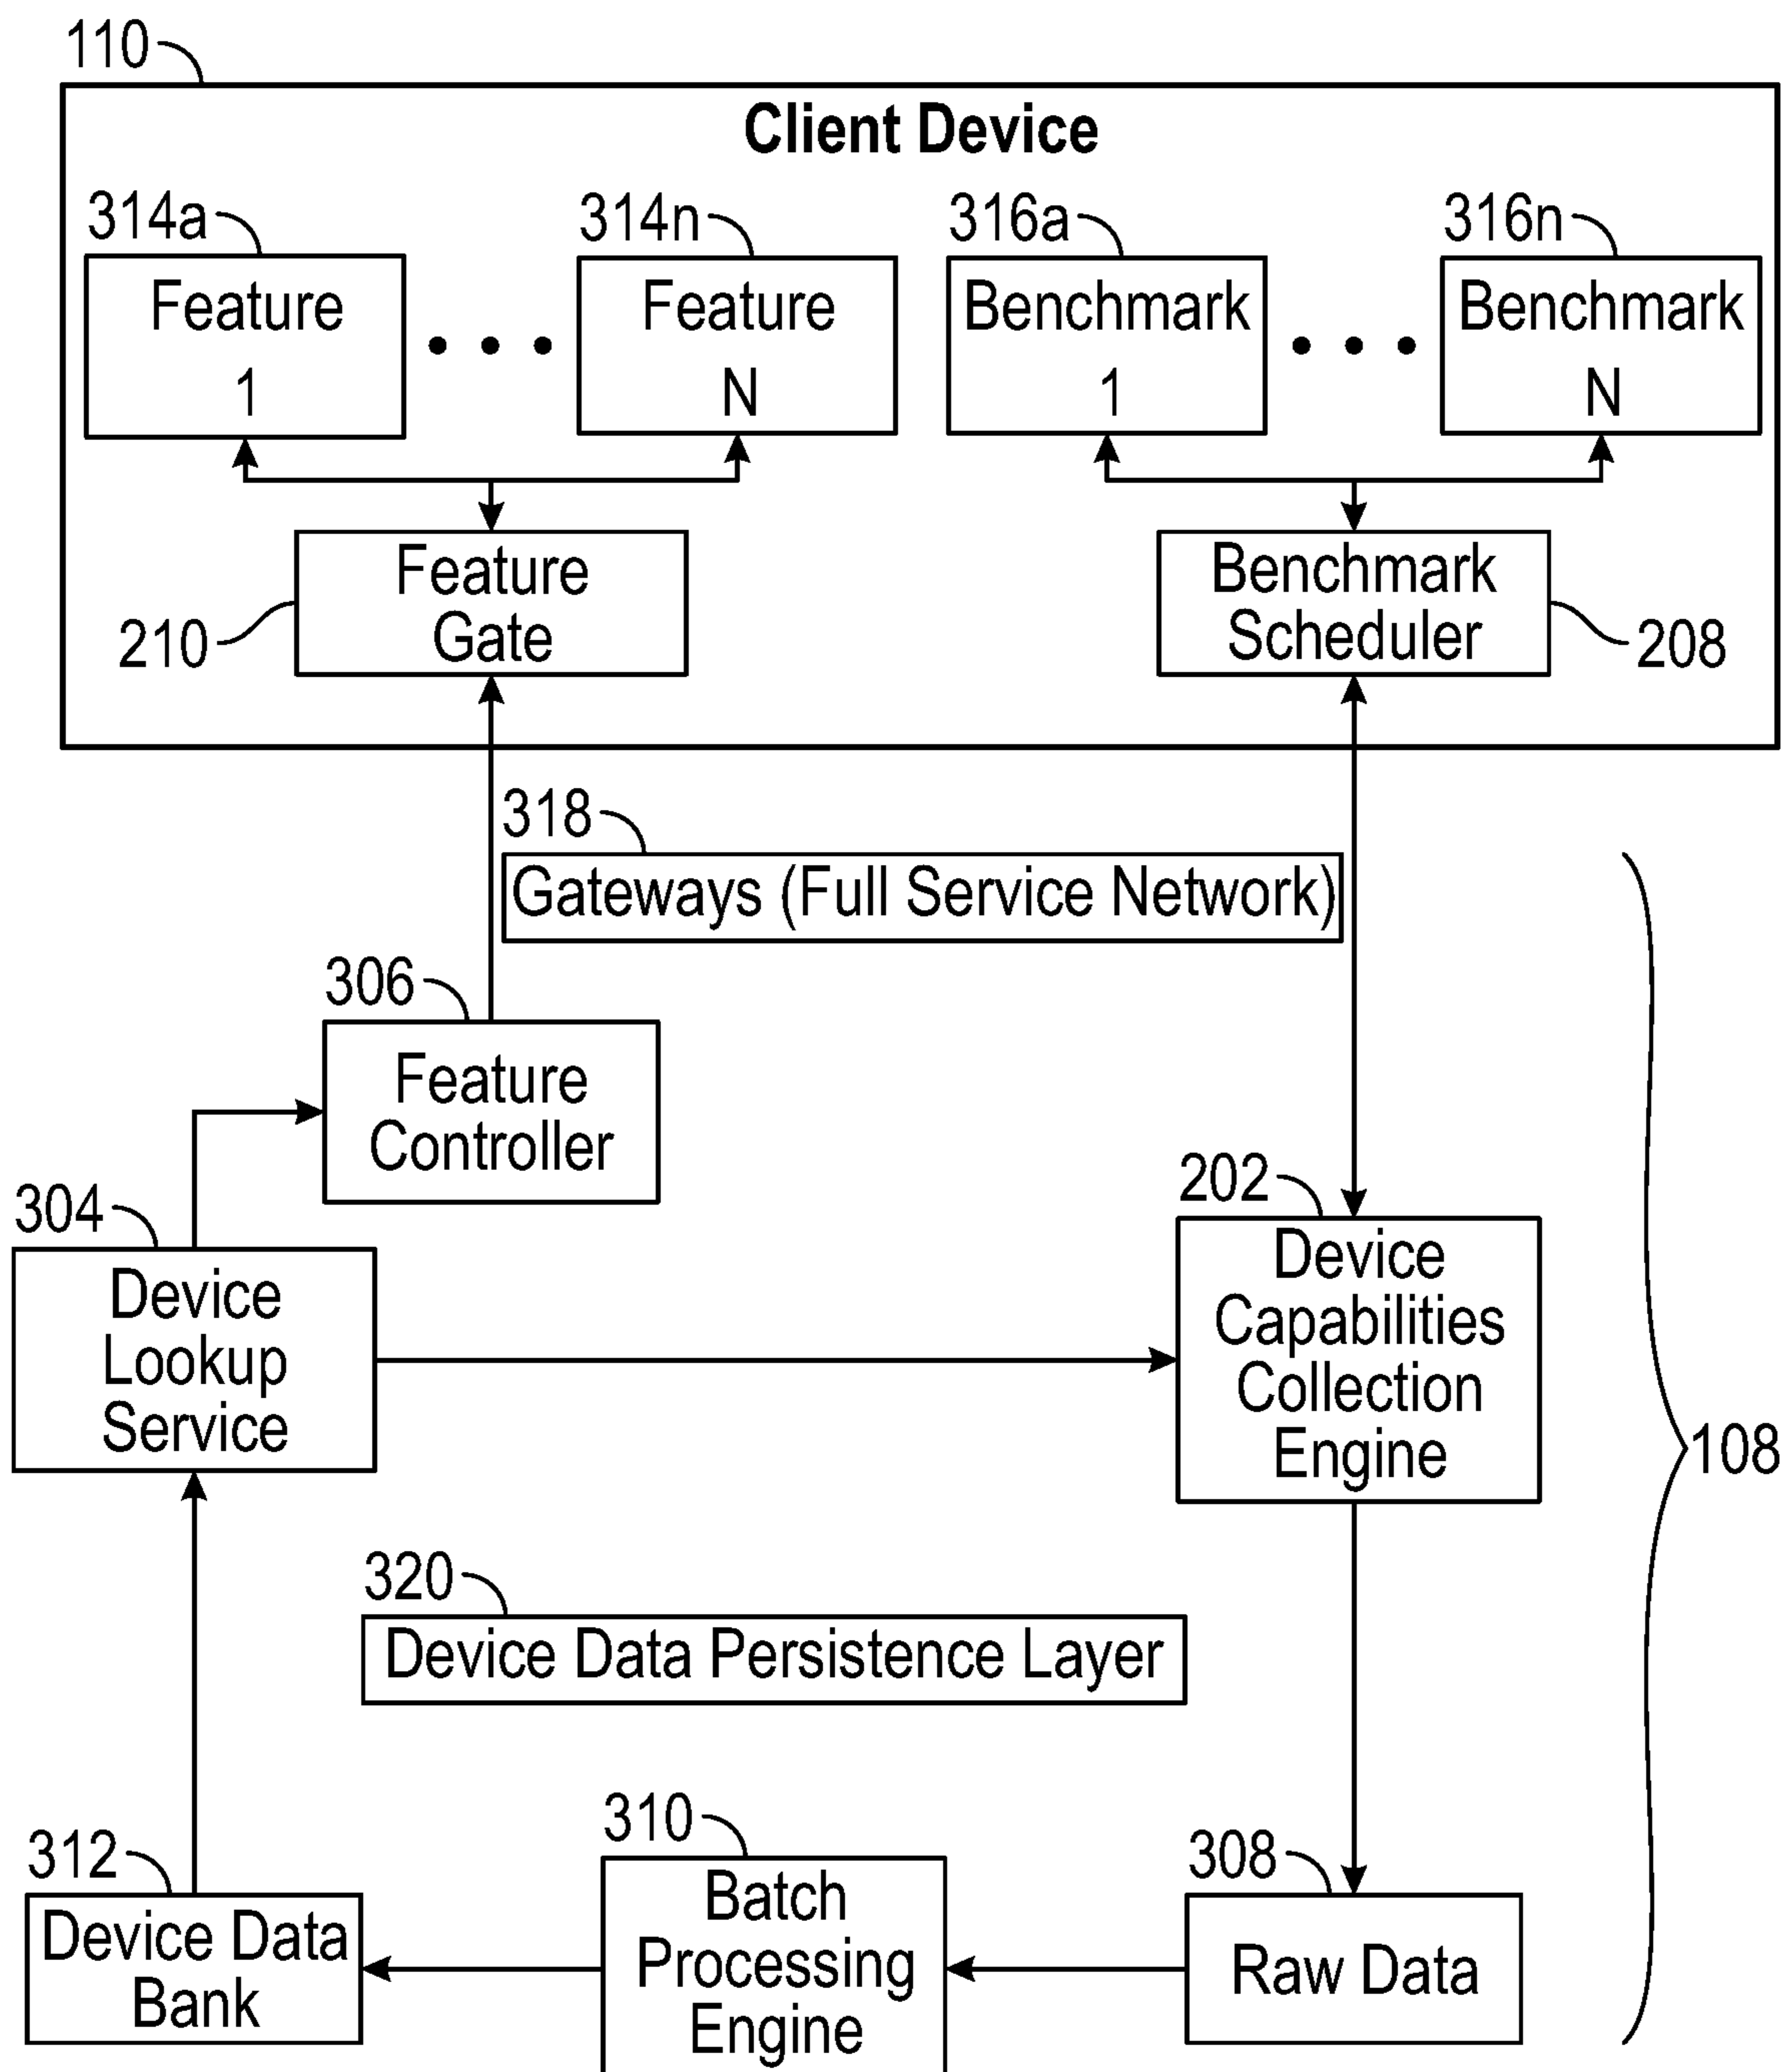 110
Client Device
314a
314n
316a
316n
Feature
1
Feature
N
Benchmark
1
Benchmark
N
Feature
Gate
210
Benchmark
Scheduler
208
318
Gateways (Full Service Network)
306
Feature
Controller
304
Device
Lookup
Service
202
Device
Capabilities
Collection
Engine
108
320
Device Data Persistence Layer
312
Device Data
Bank
310
Batch
Processing
Engine
308
Raw Data